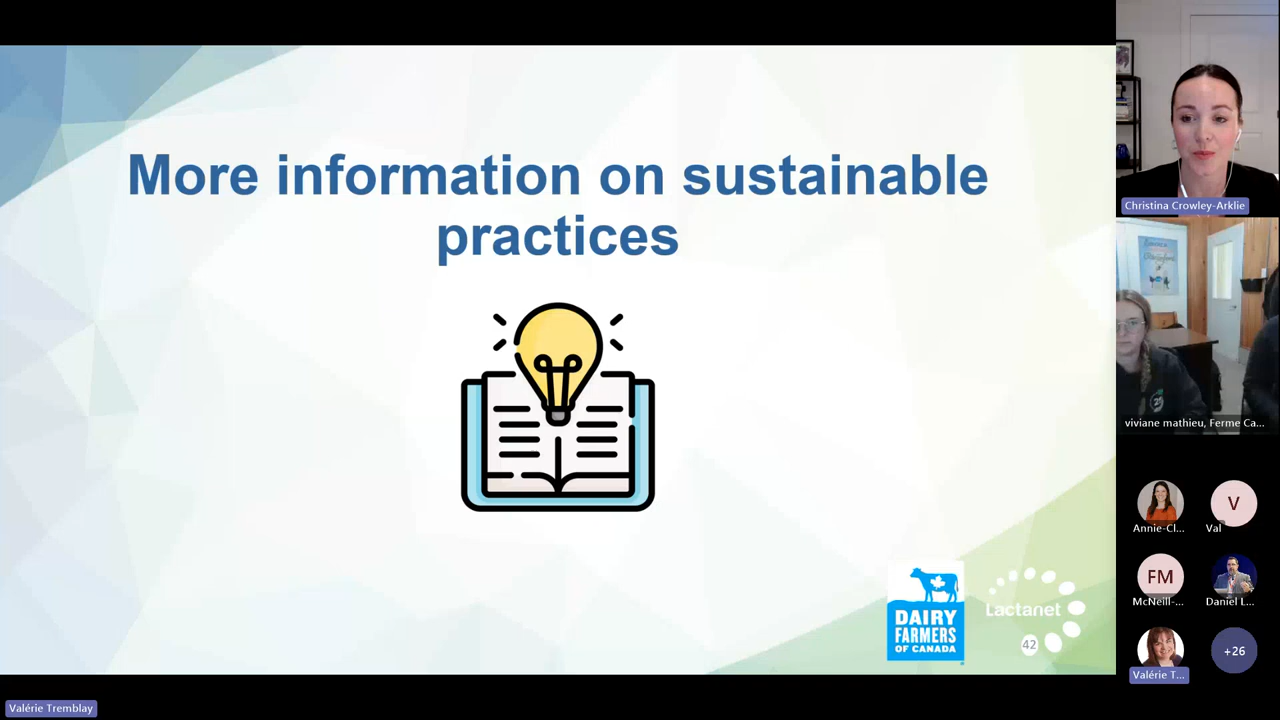 More information on sustainable
practices
DAIRY
FARMERS
OF CANADA
Lactanet
42
Christina Crowley-Arklie
viviane mathieu, Ferme Ca...
V
Annie-Cl...
Val
FM
McNeill-...
Daniel L...
Valérie T...
+26
Valérie Tremblay